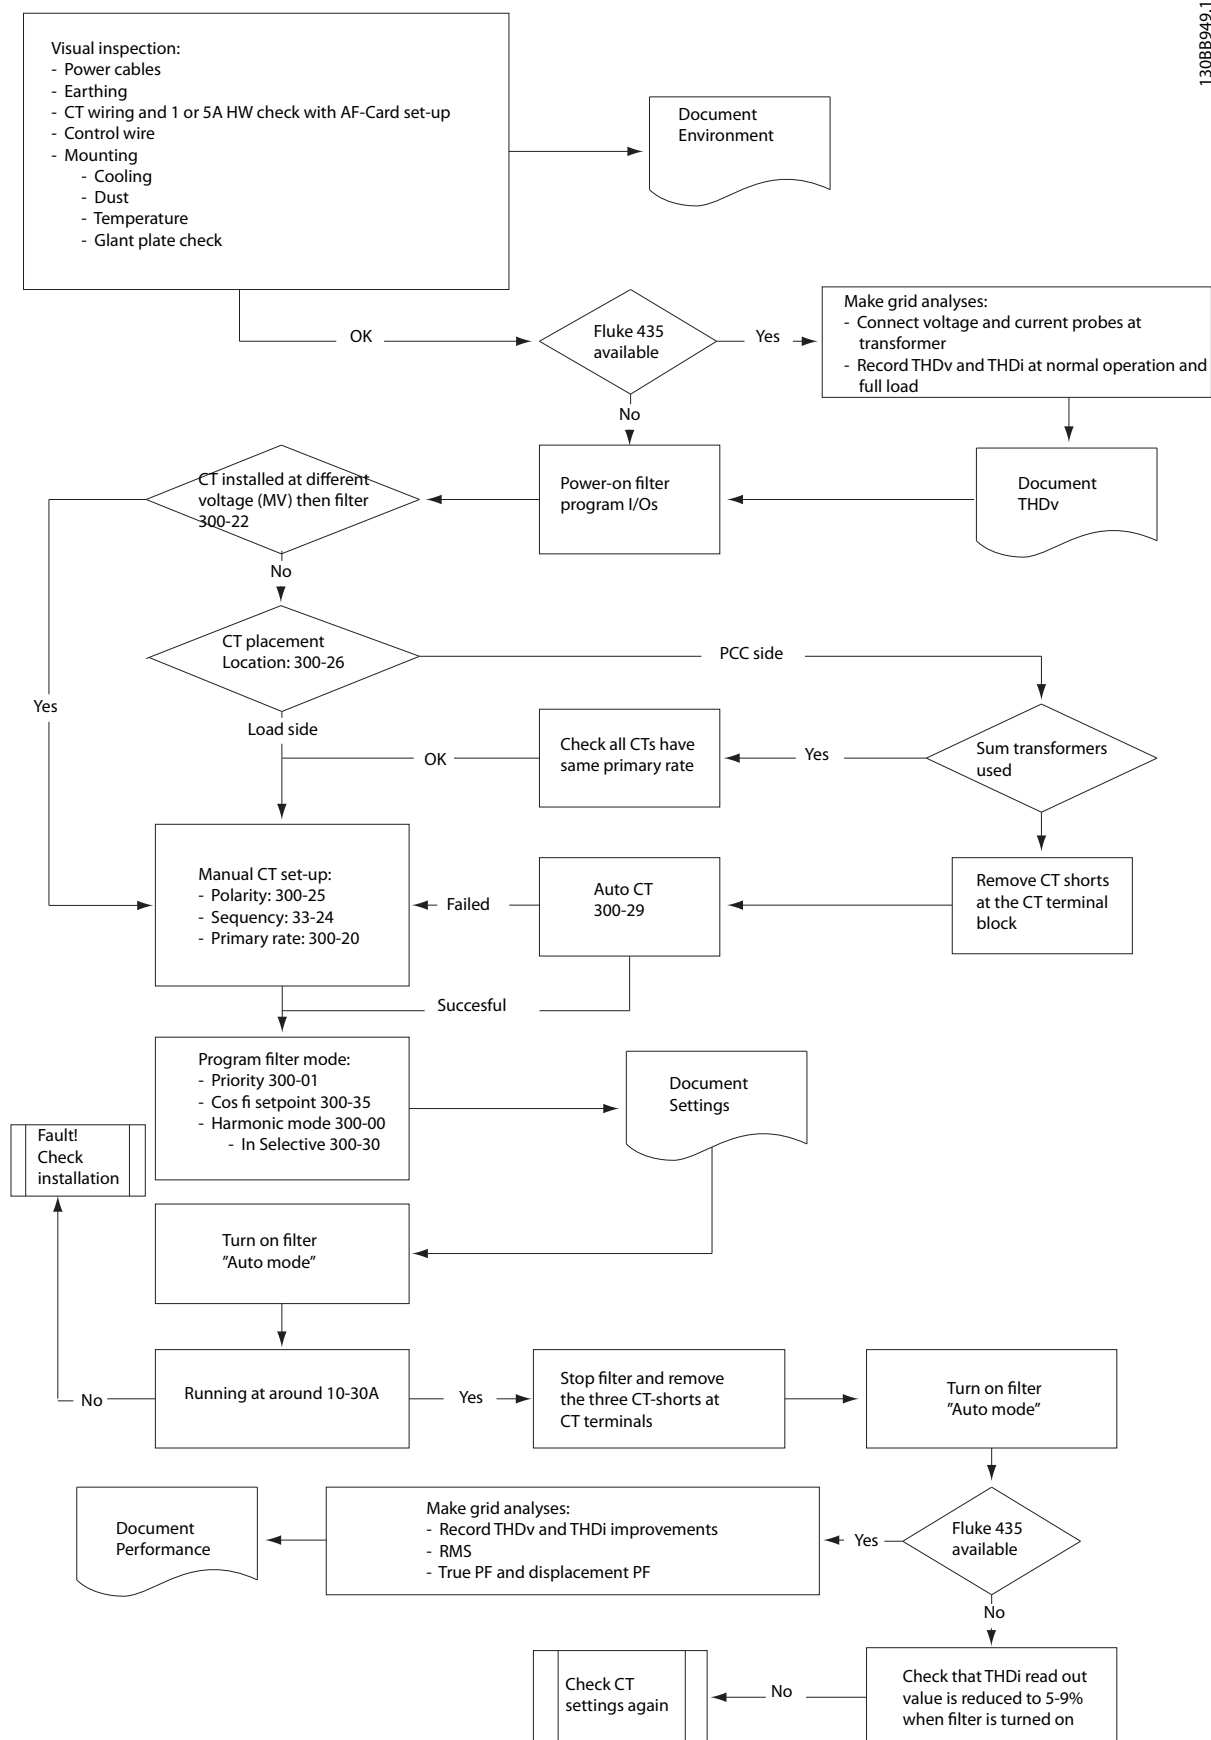 130BB949.1
Visual inspection:
- Power cables
- Earthing
- CT wiring and 1 or 5A HW check with AF-Card set-up
- Control wire
- Mounting
- Cooling
- Dust
- Temperature
- Glant plate check
Document
Environment
OK
Fluke 435
available
Yes
Make grid analyses:
- Connect voltage and current probes at
transformer
- Record THDv and THDi at normal operation and
full load
No
CT installed at different
voltage (MV) then filter
300-22
Power-on filter
program I/Os
Document
THDv
No
CT placement
Location: 300-26
PCC side
Yes
Load side
OK
Check all CTs have
same primary rate
Yes
Sum transformers
used
Manual CT set-up:
- Polarity: 300-25
- Sequency: 33-24
- Primary rate: 300-20
Failed
Auto CT
300-29
Remove CT shorts
at the CT terminal
block
Succesful
Program filter mode:
- Priority 300-01
- Cos fi setpoint 300-35
- Harmonic mode 300-00
- In Selective 300-30
Document
Settings
Fault!
Check
installation
Turn on filter
"Auto mode"
No
Running at around 10-30A
Yes
Stop filter and remove
the three CT-shorts at
CT terminals
Turn on filter
"Auto mode"
Document
Performance
Make grid analyses:
- Record THDv and THDi improvements
- RMS
- True PF and displacement PF
Yes
Fluke 435
available
No
Check CT
settings again
No
Check that THDi read out
value is reduced to 5-9%
when filter is turned on